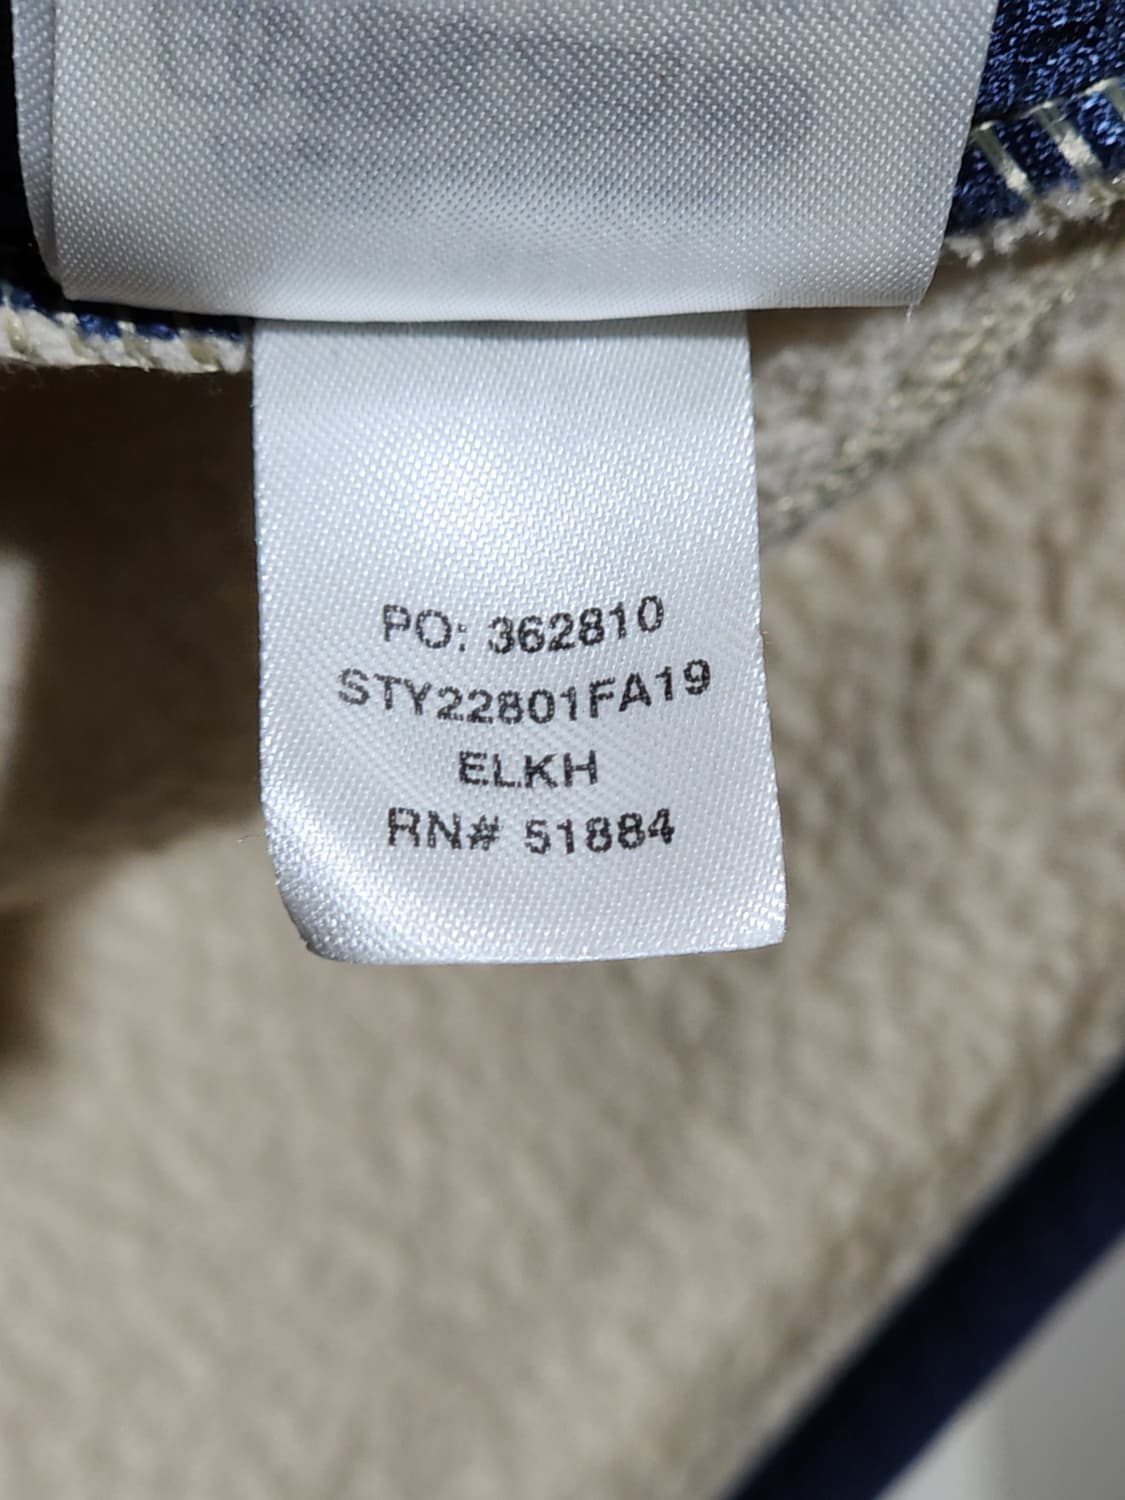 PO: 362810
STY22801FA19
ELKH
RN# 51884